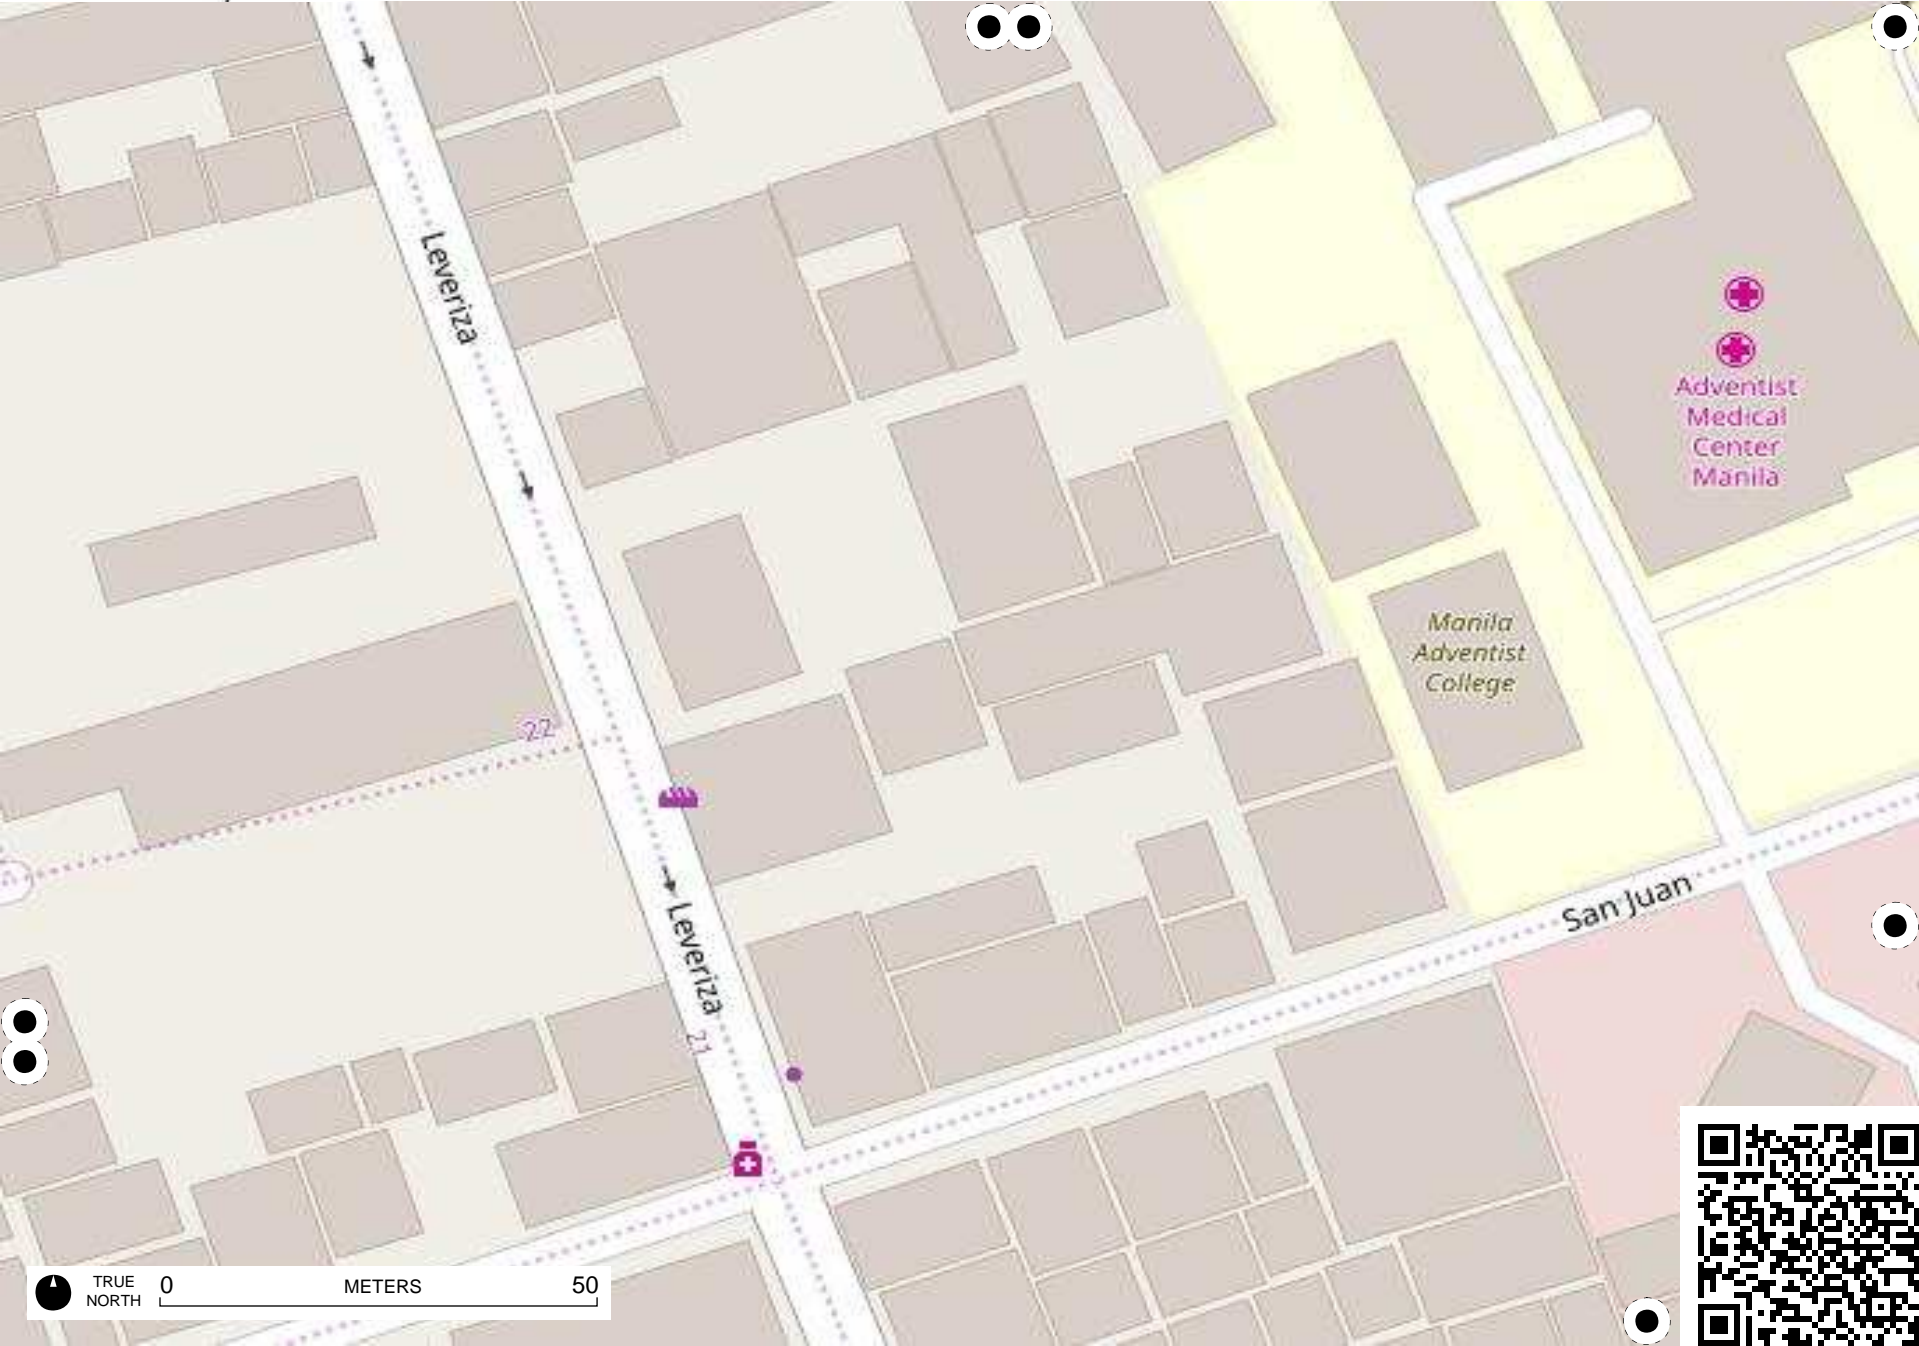 Leveriza
Adventist
Medical
Center
Manila
Manila
Adventist
College
22
San Juan
Leveriza
21
TRUE
NORTH
0
METERS
50